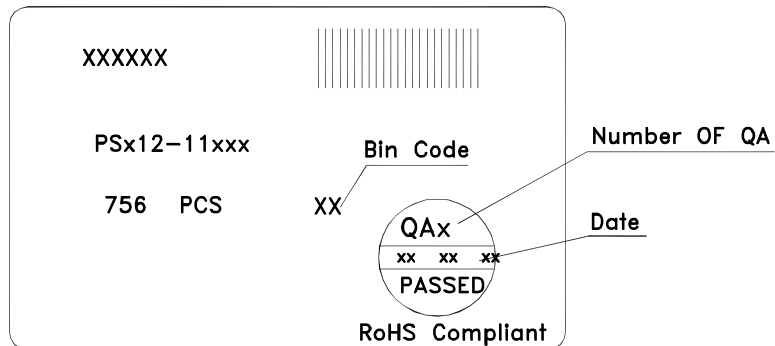 XXXXXX
Number OF QA
PSx12-11xxx
Bin Code
756 PCS
XX
QAx
Date
xx xx xx
PASSED
RoHS Compliant